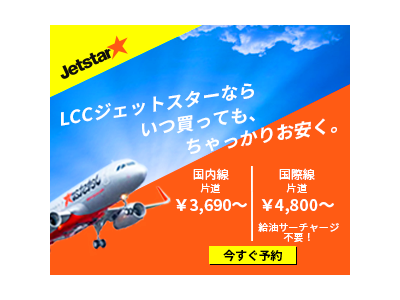 Jetstar
LCCジェットスターなら
いつ買っても、
ちゃっかりお安く。
国内線
片道
￥3,690～
国際線
片道
￥4,800～
給油サーチャージ
不要！
今すぐ予約
Jetstar